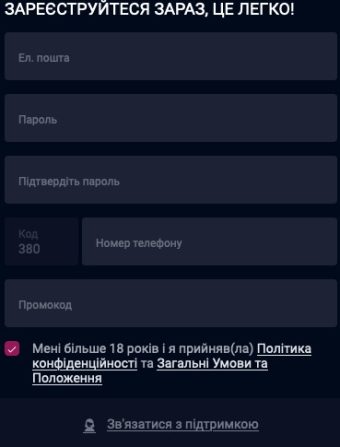 ЗАРЕЄСТРУЙТЕСЯ ЗАРАЗ, ЦЕ ЛЕГКО!
Ел. пошта
Пароль
Підтвердіть пароль
Код
380
Номер телефону
Промокод
Мені більше 18 років і я прийняв(ла) Політика
конфіденційності та Загальні Умови та
Положення
Зв'язатися з підтримкою